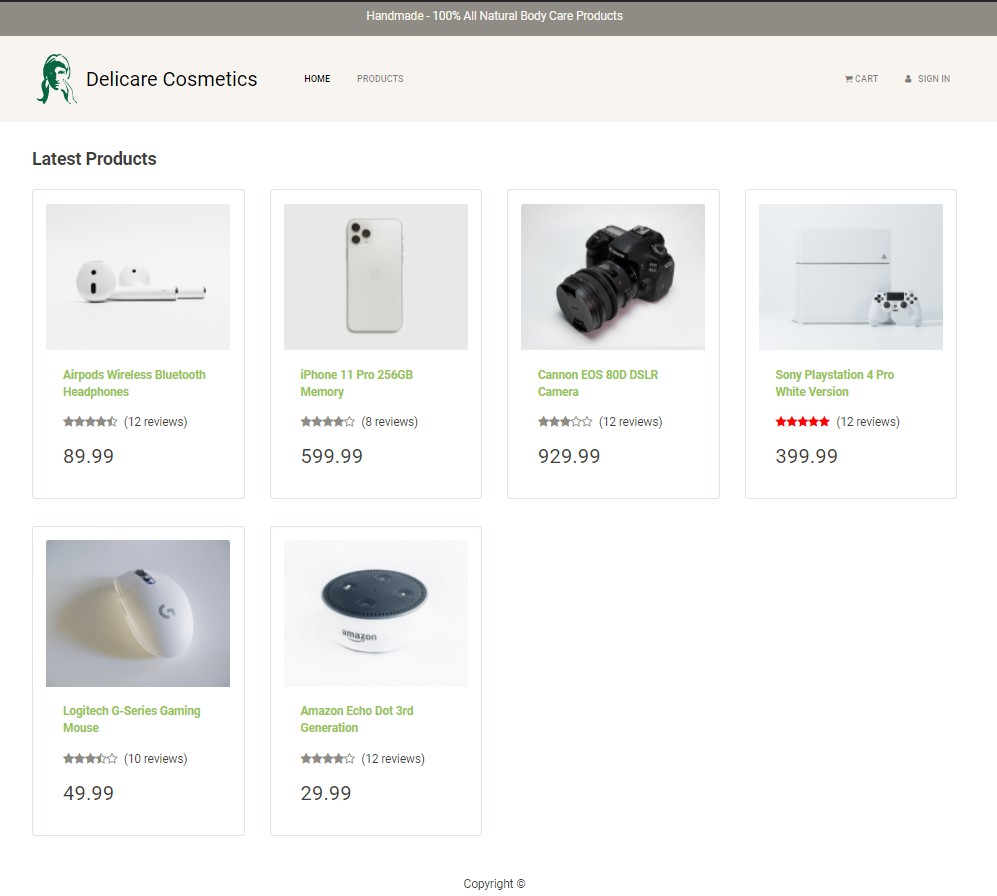 Handmade - 100% All Natural Body Care Products
Delicare Cosmetics
HOME
PRODUCTS
CART
SIGN IN
Latest Products
Airpods Wireless Bluetooth
Headphones
(12 reviews)
89.99
iPhone 11 Pro 256GB
Memory
(8 reviews)
599.99
Cannon EOS 80D DSLR
Camera
(12 reviews)
929.99
Sony Playstation 4 Pro
White Version
(12 reviews)
399.99
Logitech G-Series Gaming
Mouse
(10 reviews)
49.99
amazon
Amazon Echo Dot 3rd
Generation
(12 reviews)
29.99
Copyright ©